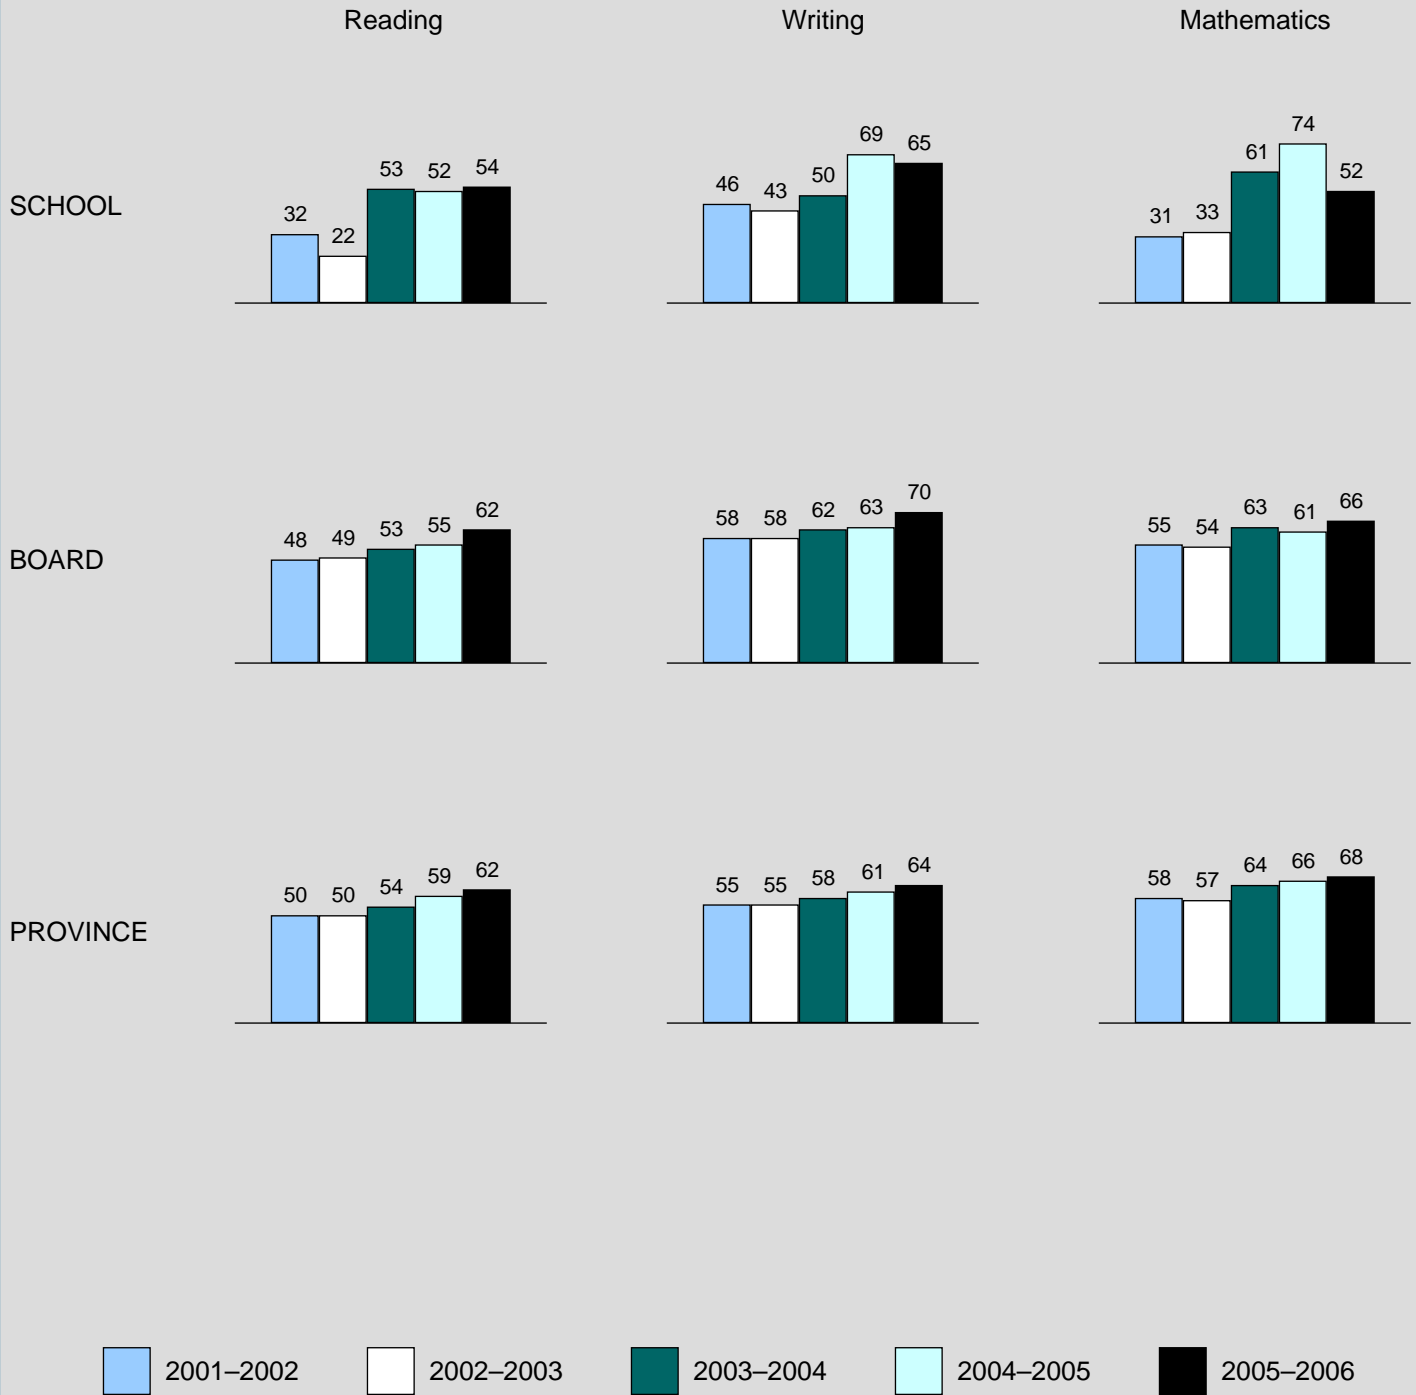 Reading Writing Mathematics
SCHOOL
32 22 53 52 54
46 43 50 69 65
31 33 61 74 52
BOARD
48 49 53 55 62
58 58 62 63 70
55 54 63 61 66
PROVINCE
50 50 54 59 62
55 55 58 61 64
58 57 64 66 68
2001–2002 2002–2003 2003–2004 2004–2005 2005–2006